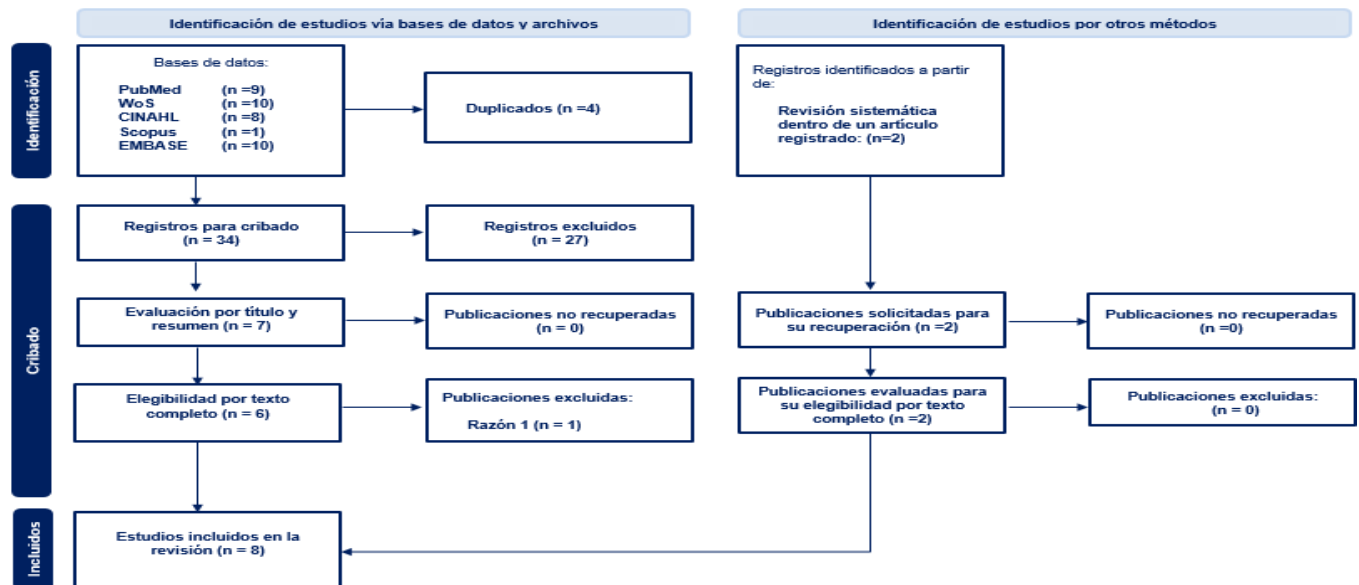 Identificación de estudios vía bases de datos y archivos
Identificación de estudios por otros métodos
Identificación
Bases de datos:
PubMed (n =9)
WoS (n =10)
CINAHL (n =8)
Scopus (n =1)
EMBASE (n =10)
Duplicados (n =4)
Registros identificados a partir
de:
Revisión sistemática
dentro de un artículo
registrado: (n=2)
Cribado
Registros para cribado
(n = 34)
Registros excluidos
(n = 27)
Evaluación por título y
resumen (n = 7)
Publicaciones no recuperadas
(n = 0)
Publicaciones solicitadas para
su recuperación (n =2)
Publicaciones no recuperadas
(n =0)
Elegibilidad por texto
completo (n = 6)
Publicaciones excluidas:
Razón 1 (n = 1)
Publicaciones evaluadas para
su elegibilidad por texto
completo (n =2)
Publicaciones excluidas:
(n = 0)
Incluidos
Estudios incluidos en la
revisión (n = 8)